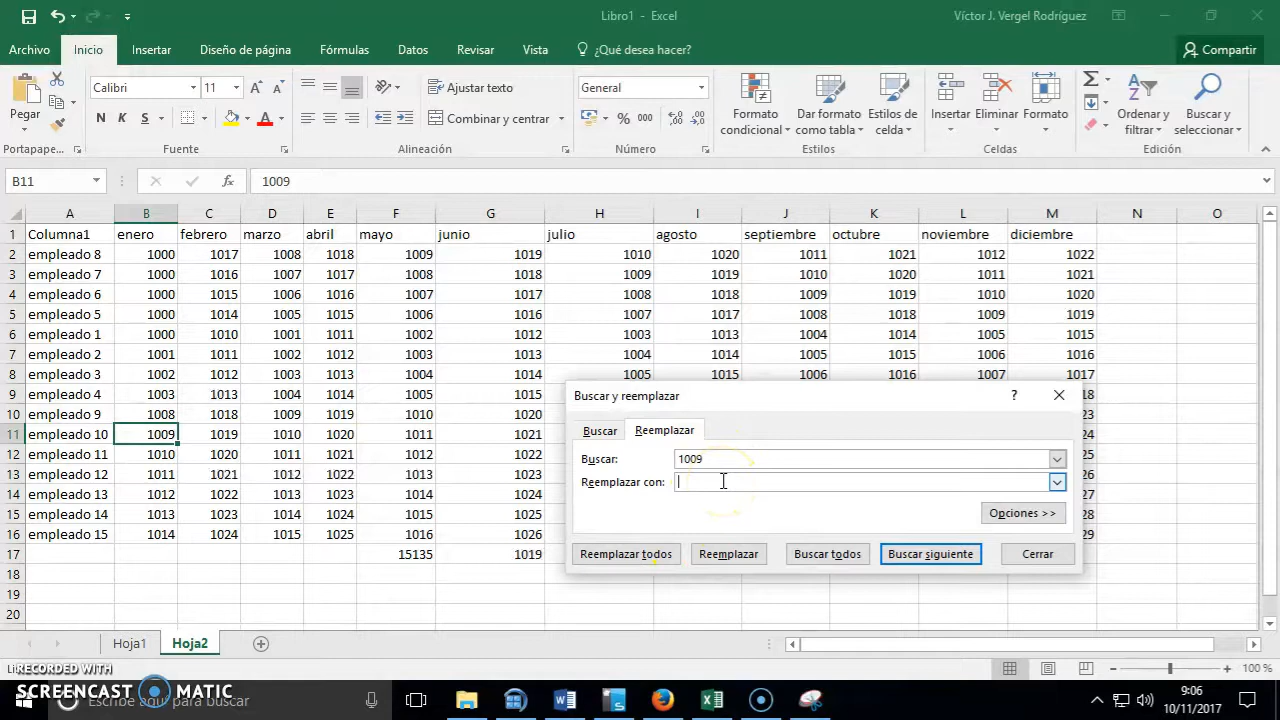 Libro1 - Excel
Víctor J. Vergel Rodríguez
Archivo Inicio Insertar Diseño de página Fórmulas Datos Revisar Vista ¿Qué desea hacer? Compartir
Pegar
Calibri 11
N K S
Ajustar texto
Combinar y centrar
General
% 000
Formato condicional
Dar formato como tabla
Estilos de celda
Insertar Eliminar Formato
Ordenar y filtrar
Buscar y seleccionar
Portapape... Fuente Alineación Número Estilos Celdas Edición
B11 fx 1009
A B C D E F G H I J K L M N O
1 Columna1 enero febrero marzo abril mayo junio julio agosto septiembre octubre noviembre diciembre
2 empleado 8 1000 1017 1008 1018 1009 1019 1010 1020 1011 1021 1012 1022
3 empleado 7 1000 1016 1007 1017 1008 1018 1009 1019 1010 1020 1011 1021
4 empleado 6 1000 1015 1006 1016 1007 1017 1008 1018 1009 1019 1010 1020
5 empleado 5 1000 1014 1005 1015 1006 1016 1007 1017 1008 1018 1009 1019
6 empleado 1 1000 1010 1001 1011 1002 1012 1003 1013 1004 1014 1005 1015
7 empleado 2 1001 1011 1002 1012 1003 1013 1004 1014 1005 1015 1006 1016
8 empleado 3 1002 1012 1003 1013 1004 1014 1005 1015 1006 1016 1007 1017
9 empleado 4 1003 1013 1004 1014 1005 1015 18
10 empleado 9 1008 1018 1009 1019 1010 1020 23
11 empleado 10 1009 1019 1010 1020 1011 1021 24
12 empleado 11 1010 1020 1011 1021 1012 1022 25
13 empleado 12 1011 1021 1012 1022 1013 1023 26
14 empleado 13 1012 1022 1013 1023 1014 1024 27
15 empleado 14 1013 1023 1014 1024 1015 1025 28
16 empleado 15 1014 1024 1015 1025 1016 1026 29
17 15135 1019
18
19
20
Buscar y reemplazar ?
Buscar Reemplazar
Buscar: 1009
Reemplazar con:
Opciones >>
Reemplazar todos Reemplazar Buscar todos Buscar siguiente Cerrar
Hoja1 Hoja2
100 %
RECORDED WITH
SCREENCAST MATIC
Escribe aquí para buscar
9:06
10/11/2017